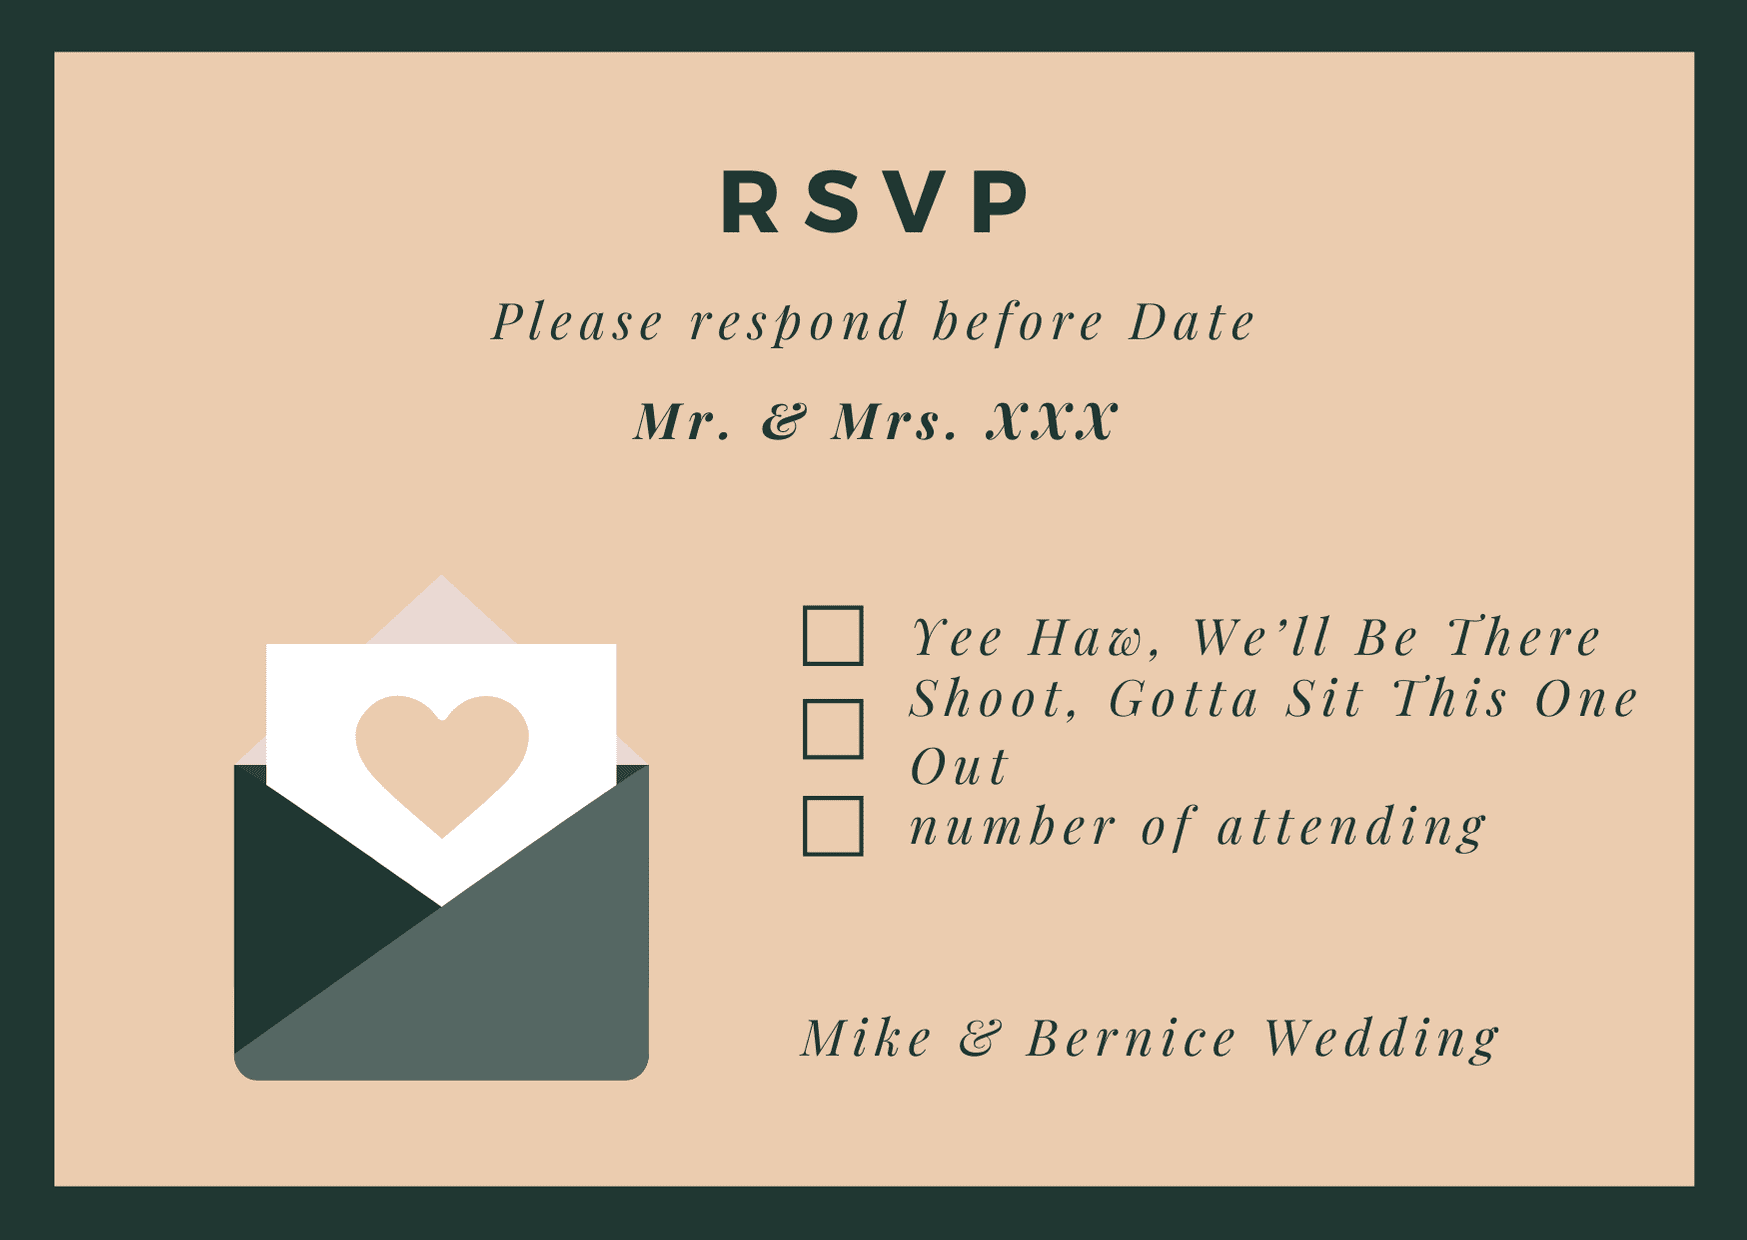 RSVP
Please respond before Date
Mr. & Mrs. XXX
Yee Haw, We’ll Be There
Shoot, Gotta Sit This One
Out
number of attending
Mike & Bernice Wedding